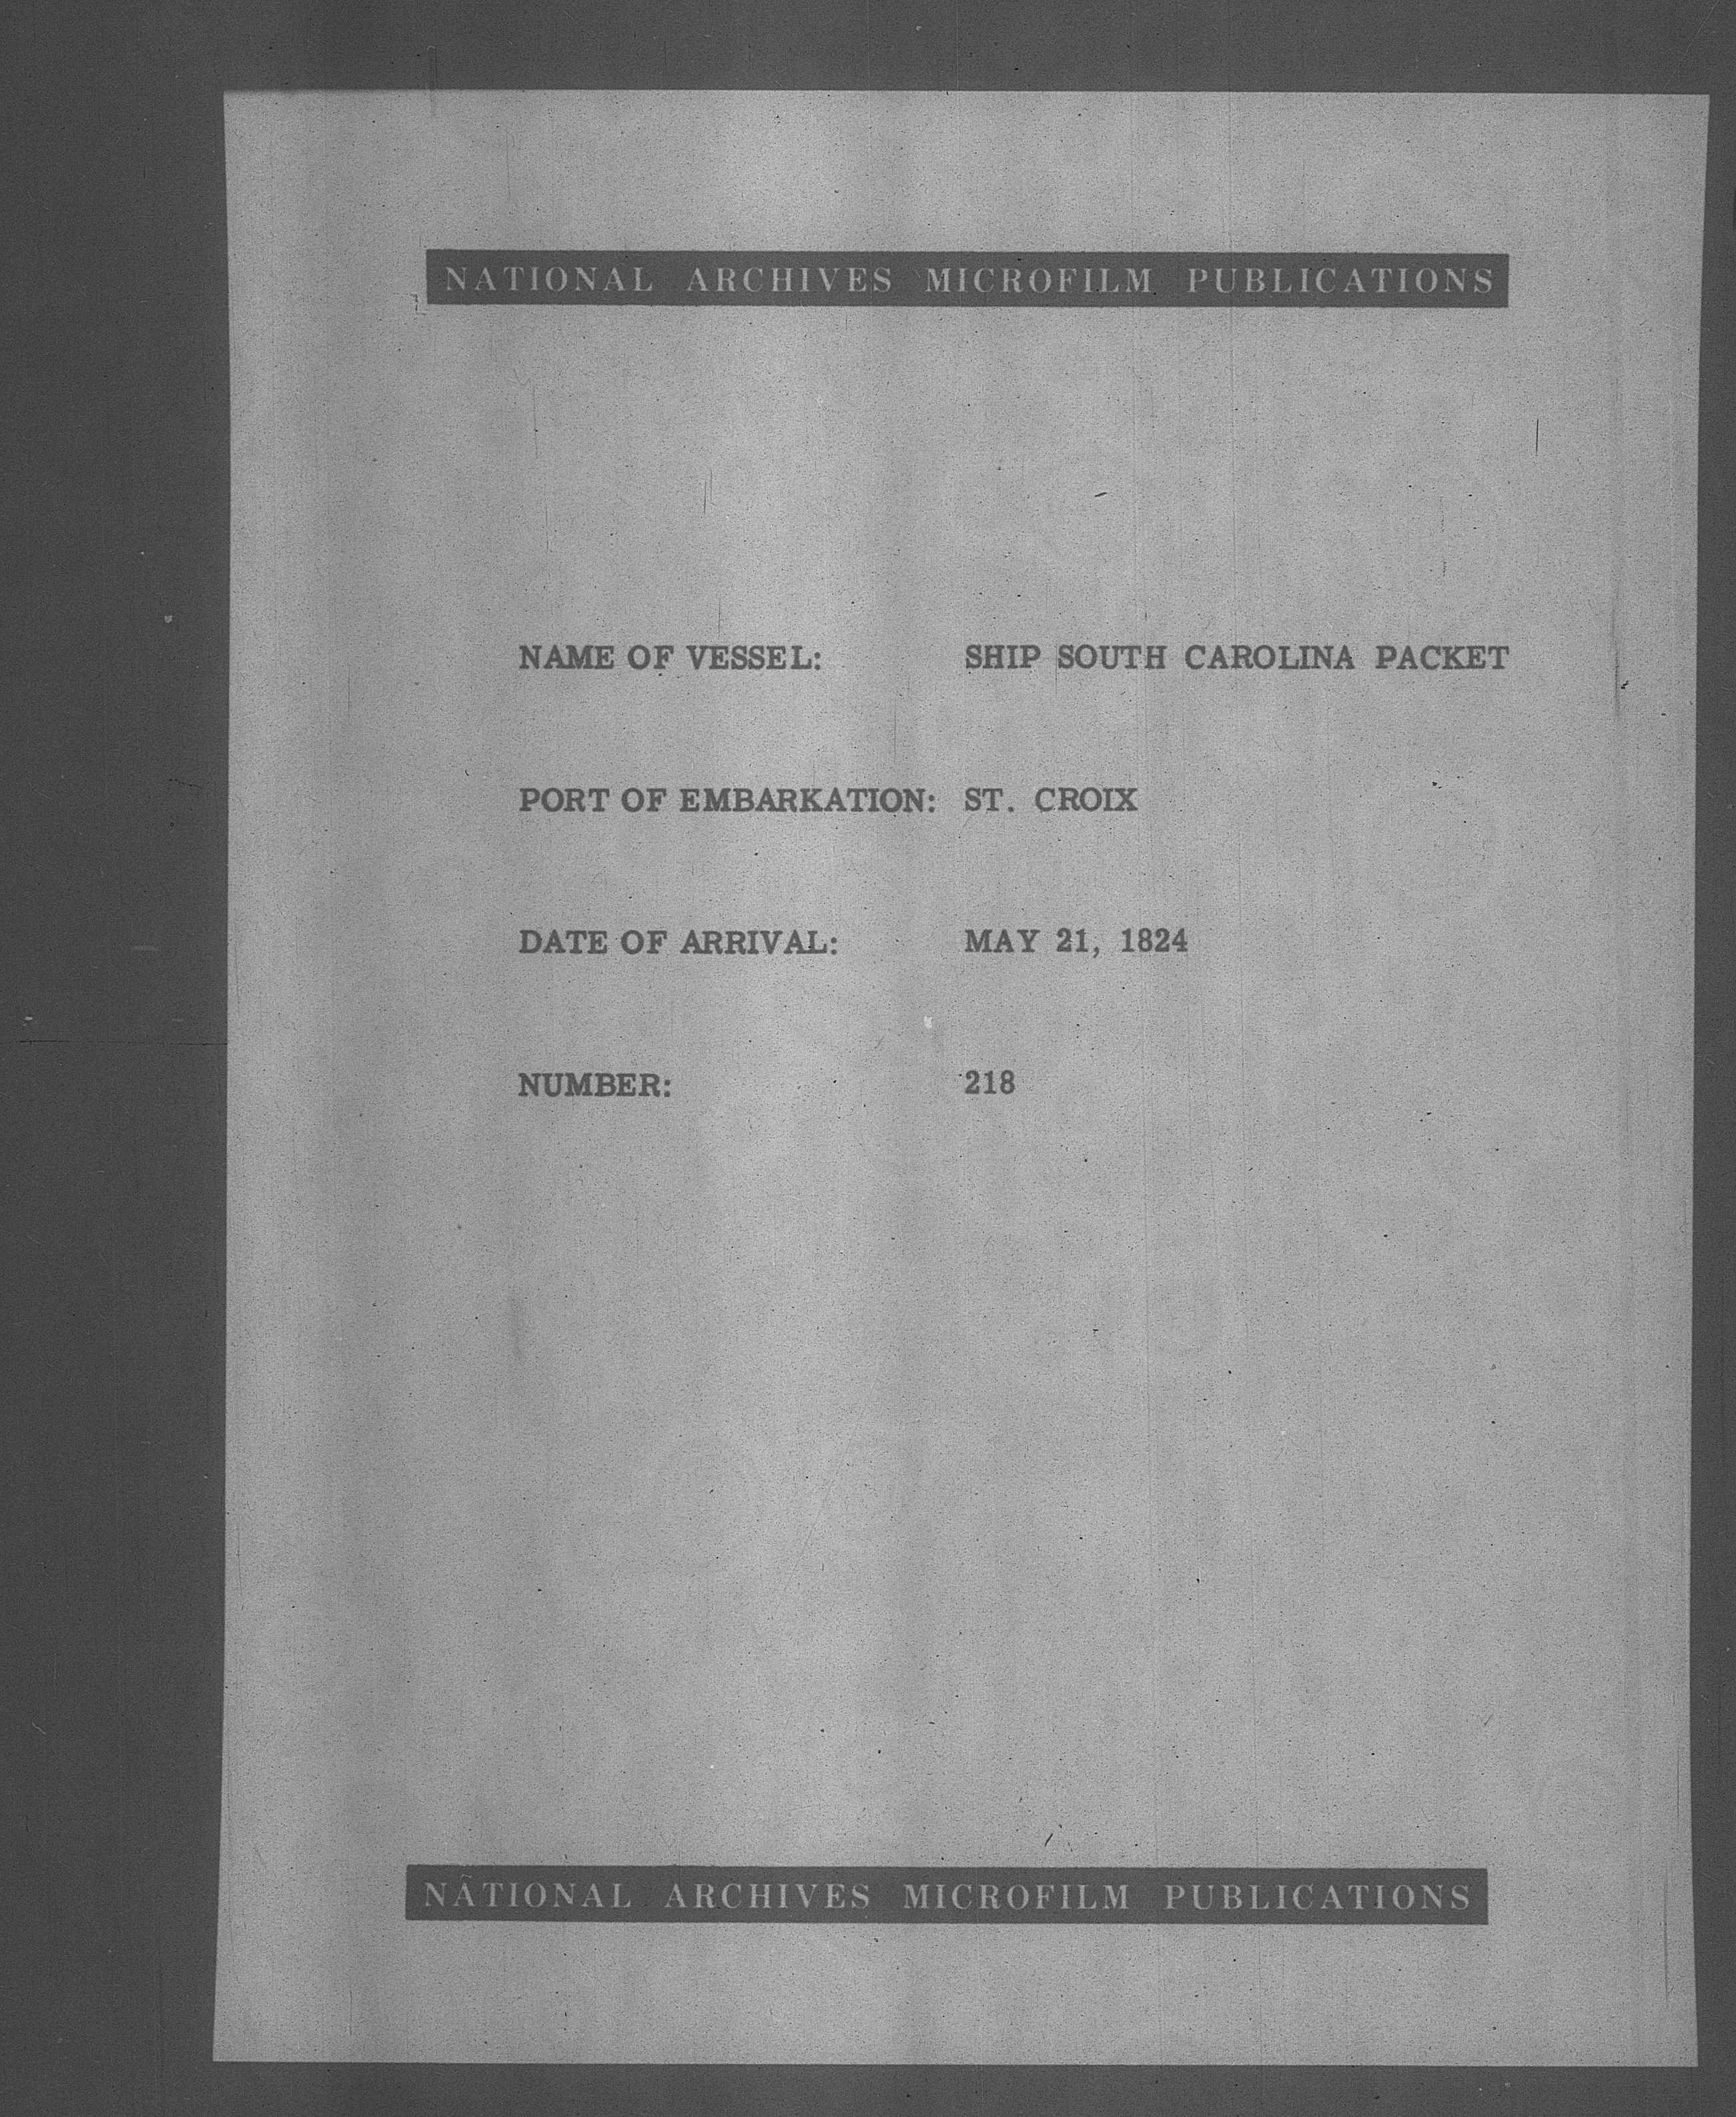 NATIONAL ARCHIVES MICROFILM PUBLICATIONS
NAME OF VESSEL: SHIP SOUTH CAROLINA PACKET
PORT OF EMBARKATION: ST. CROIX
DATE OF ARRIVAL: MAY 21, 1824
NUMBER: 218
NATIONAL ARCHIVES MICROFILM PUBLICATIONS